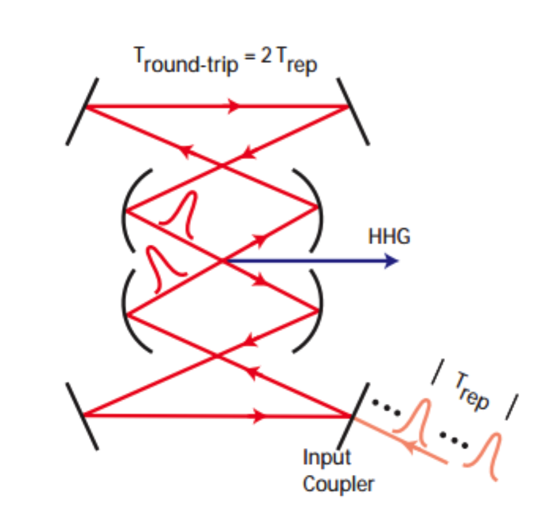 Tround-trip = 2 Trep
HHG
Trep
Input
Coupler